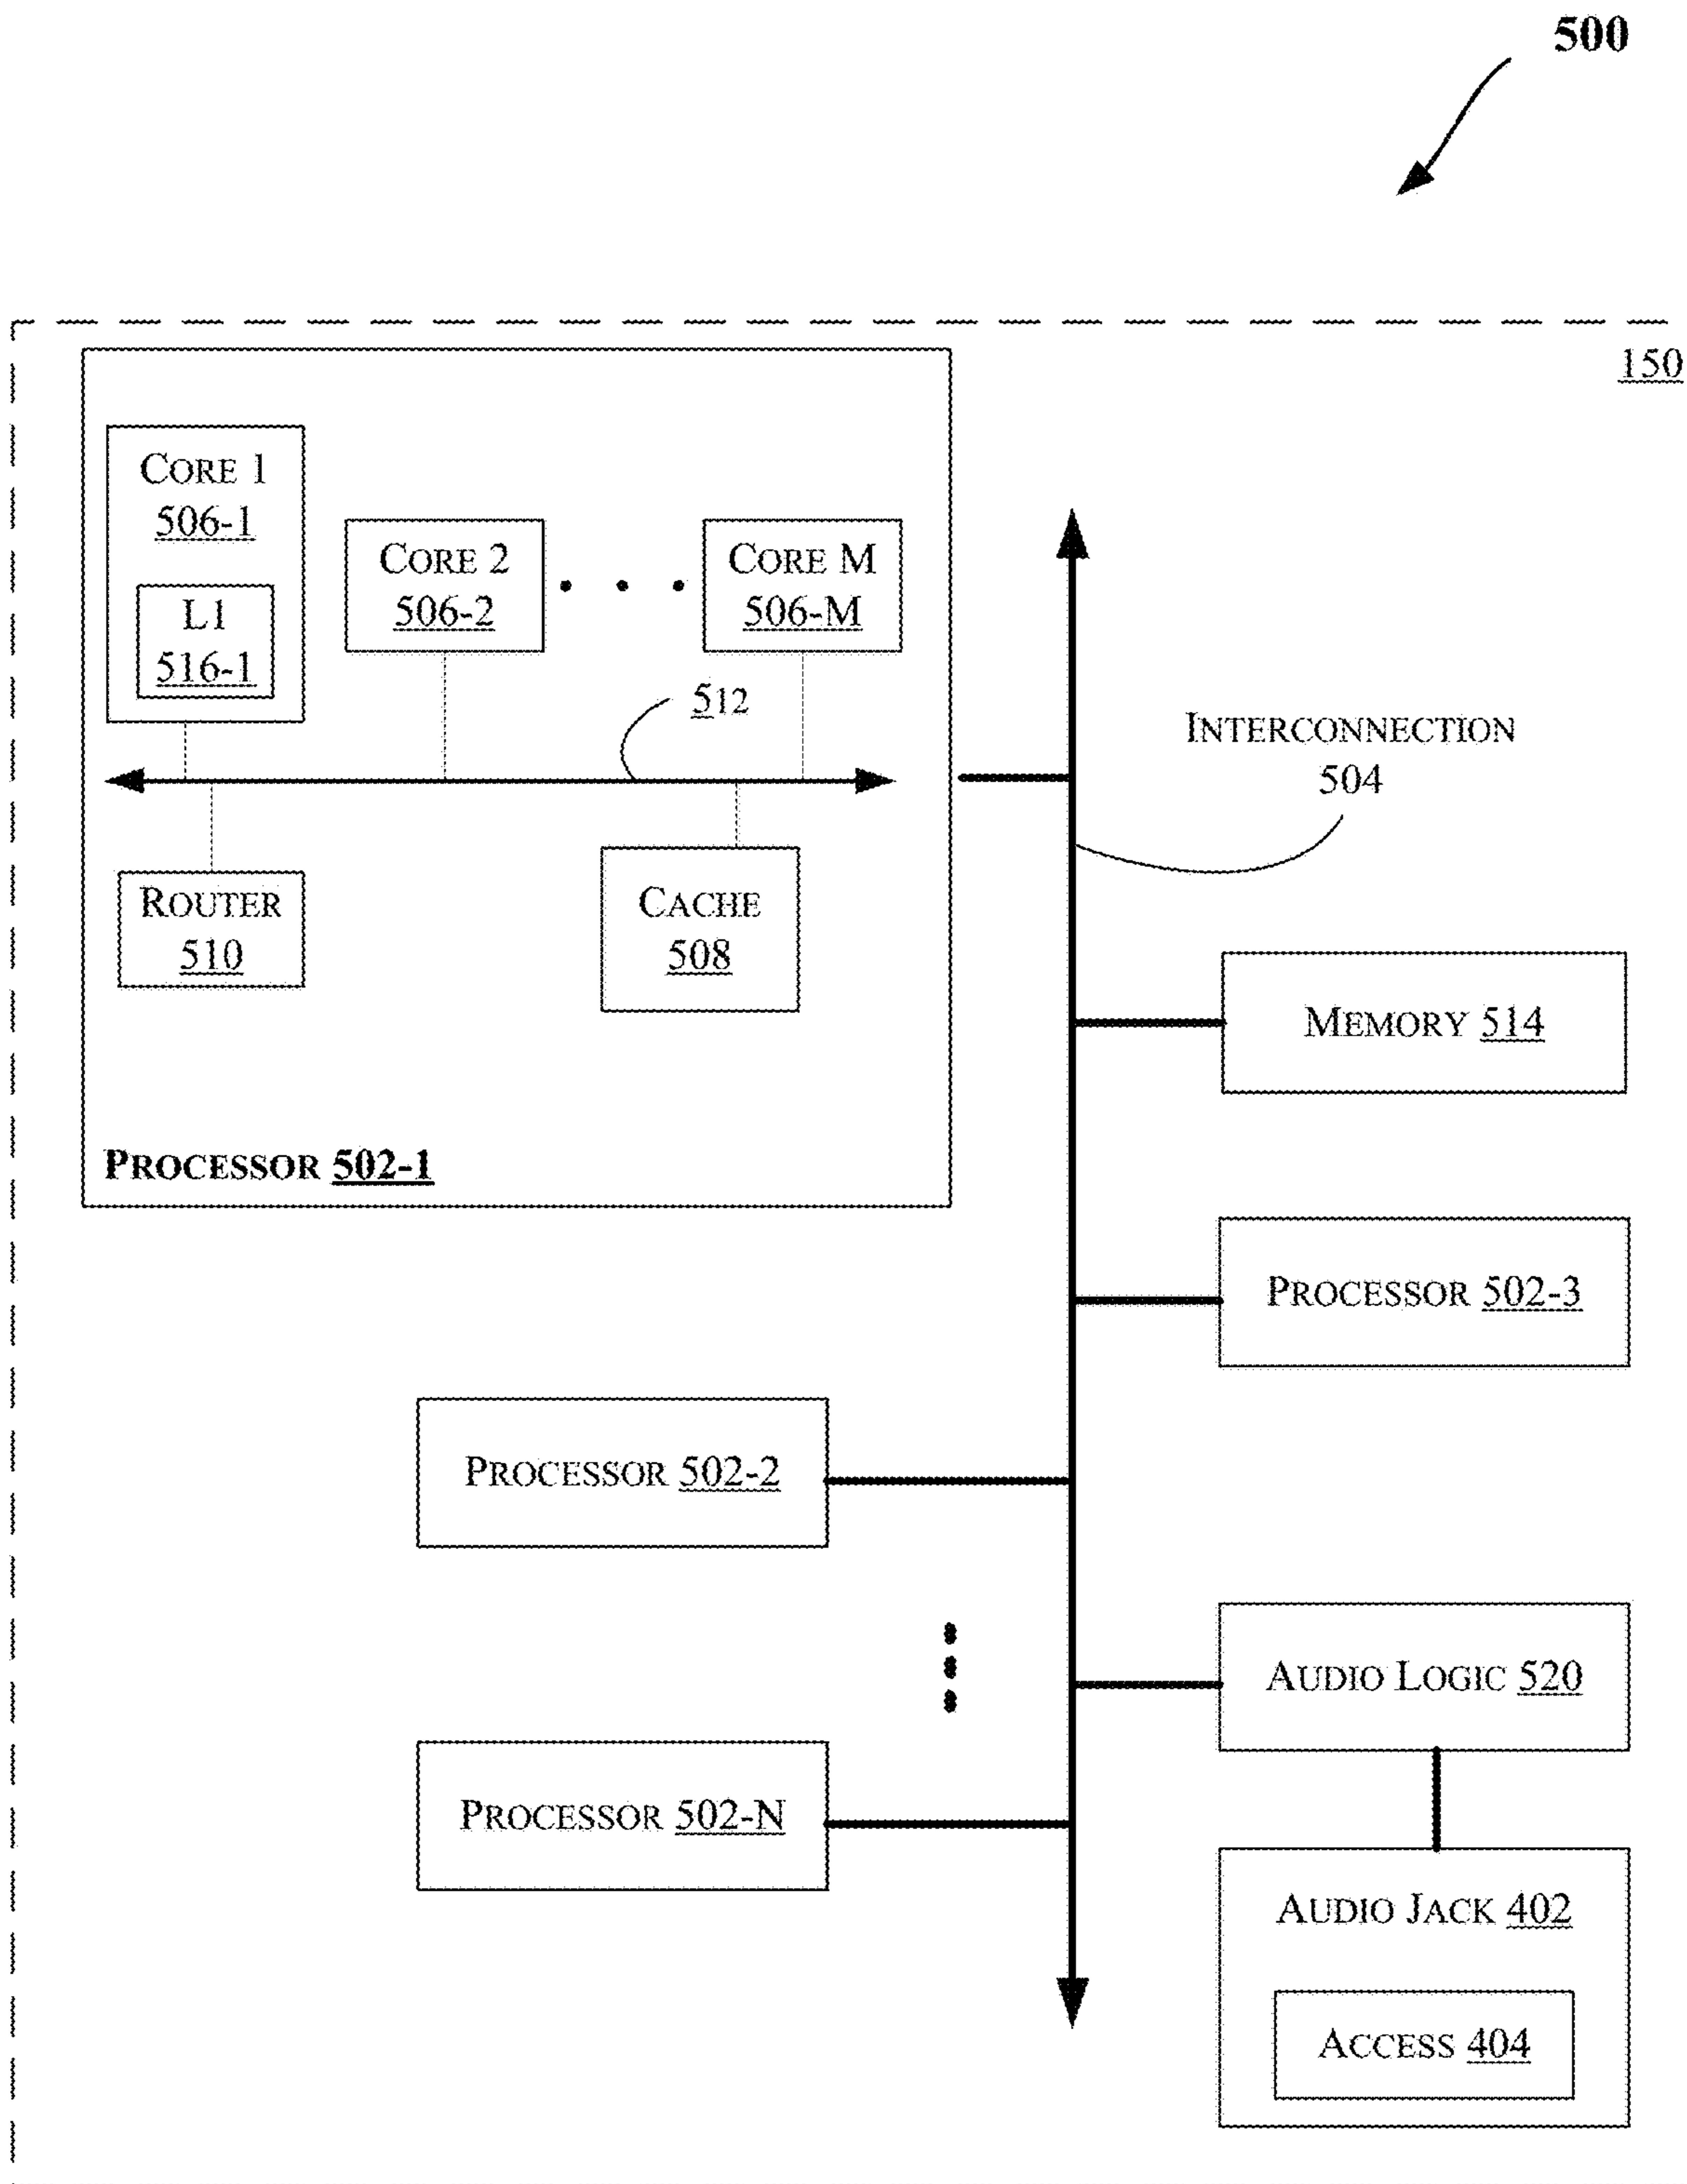 500
150
CORE 1
506-1
L1
516-1
CORE 2
506-2
CORE M
506-M
512
ROUTER
510
CACHE
508
PROCESSOR 502-1
INTERCONNECTION
504
MEMORY 514
PROCESSOR 502-3
PROCESSOR 502-2
AUDIO LOGIC 520
PROCESSOR 502-N
AUDIO JACK 402
ACCESS 404